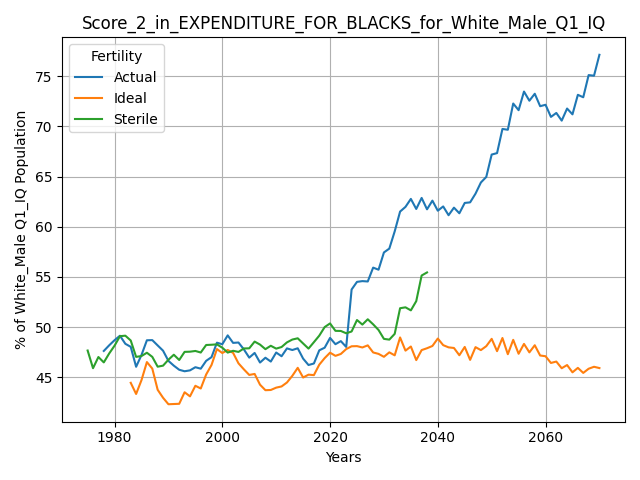 Score_2_in_EXPENDITURE_FOR_BLACKS_for_White_Male_Q1_IQ
Fertility
Actual
Ideal
Sterile
% of White_Male Q1_IQ Population
75
70
65
60
55
50
45
1980
2000
2020
2040
2060
Years